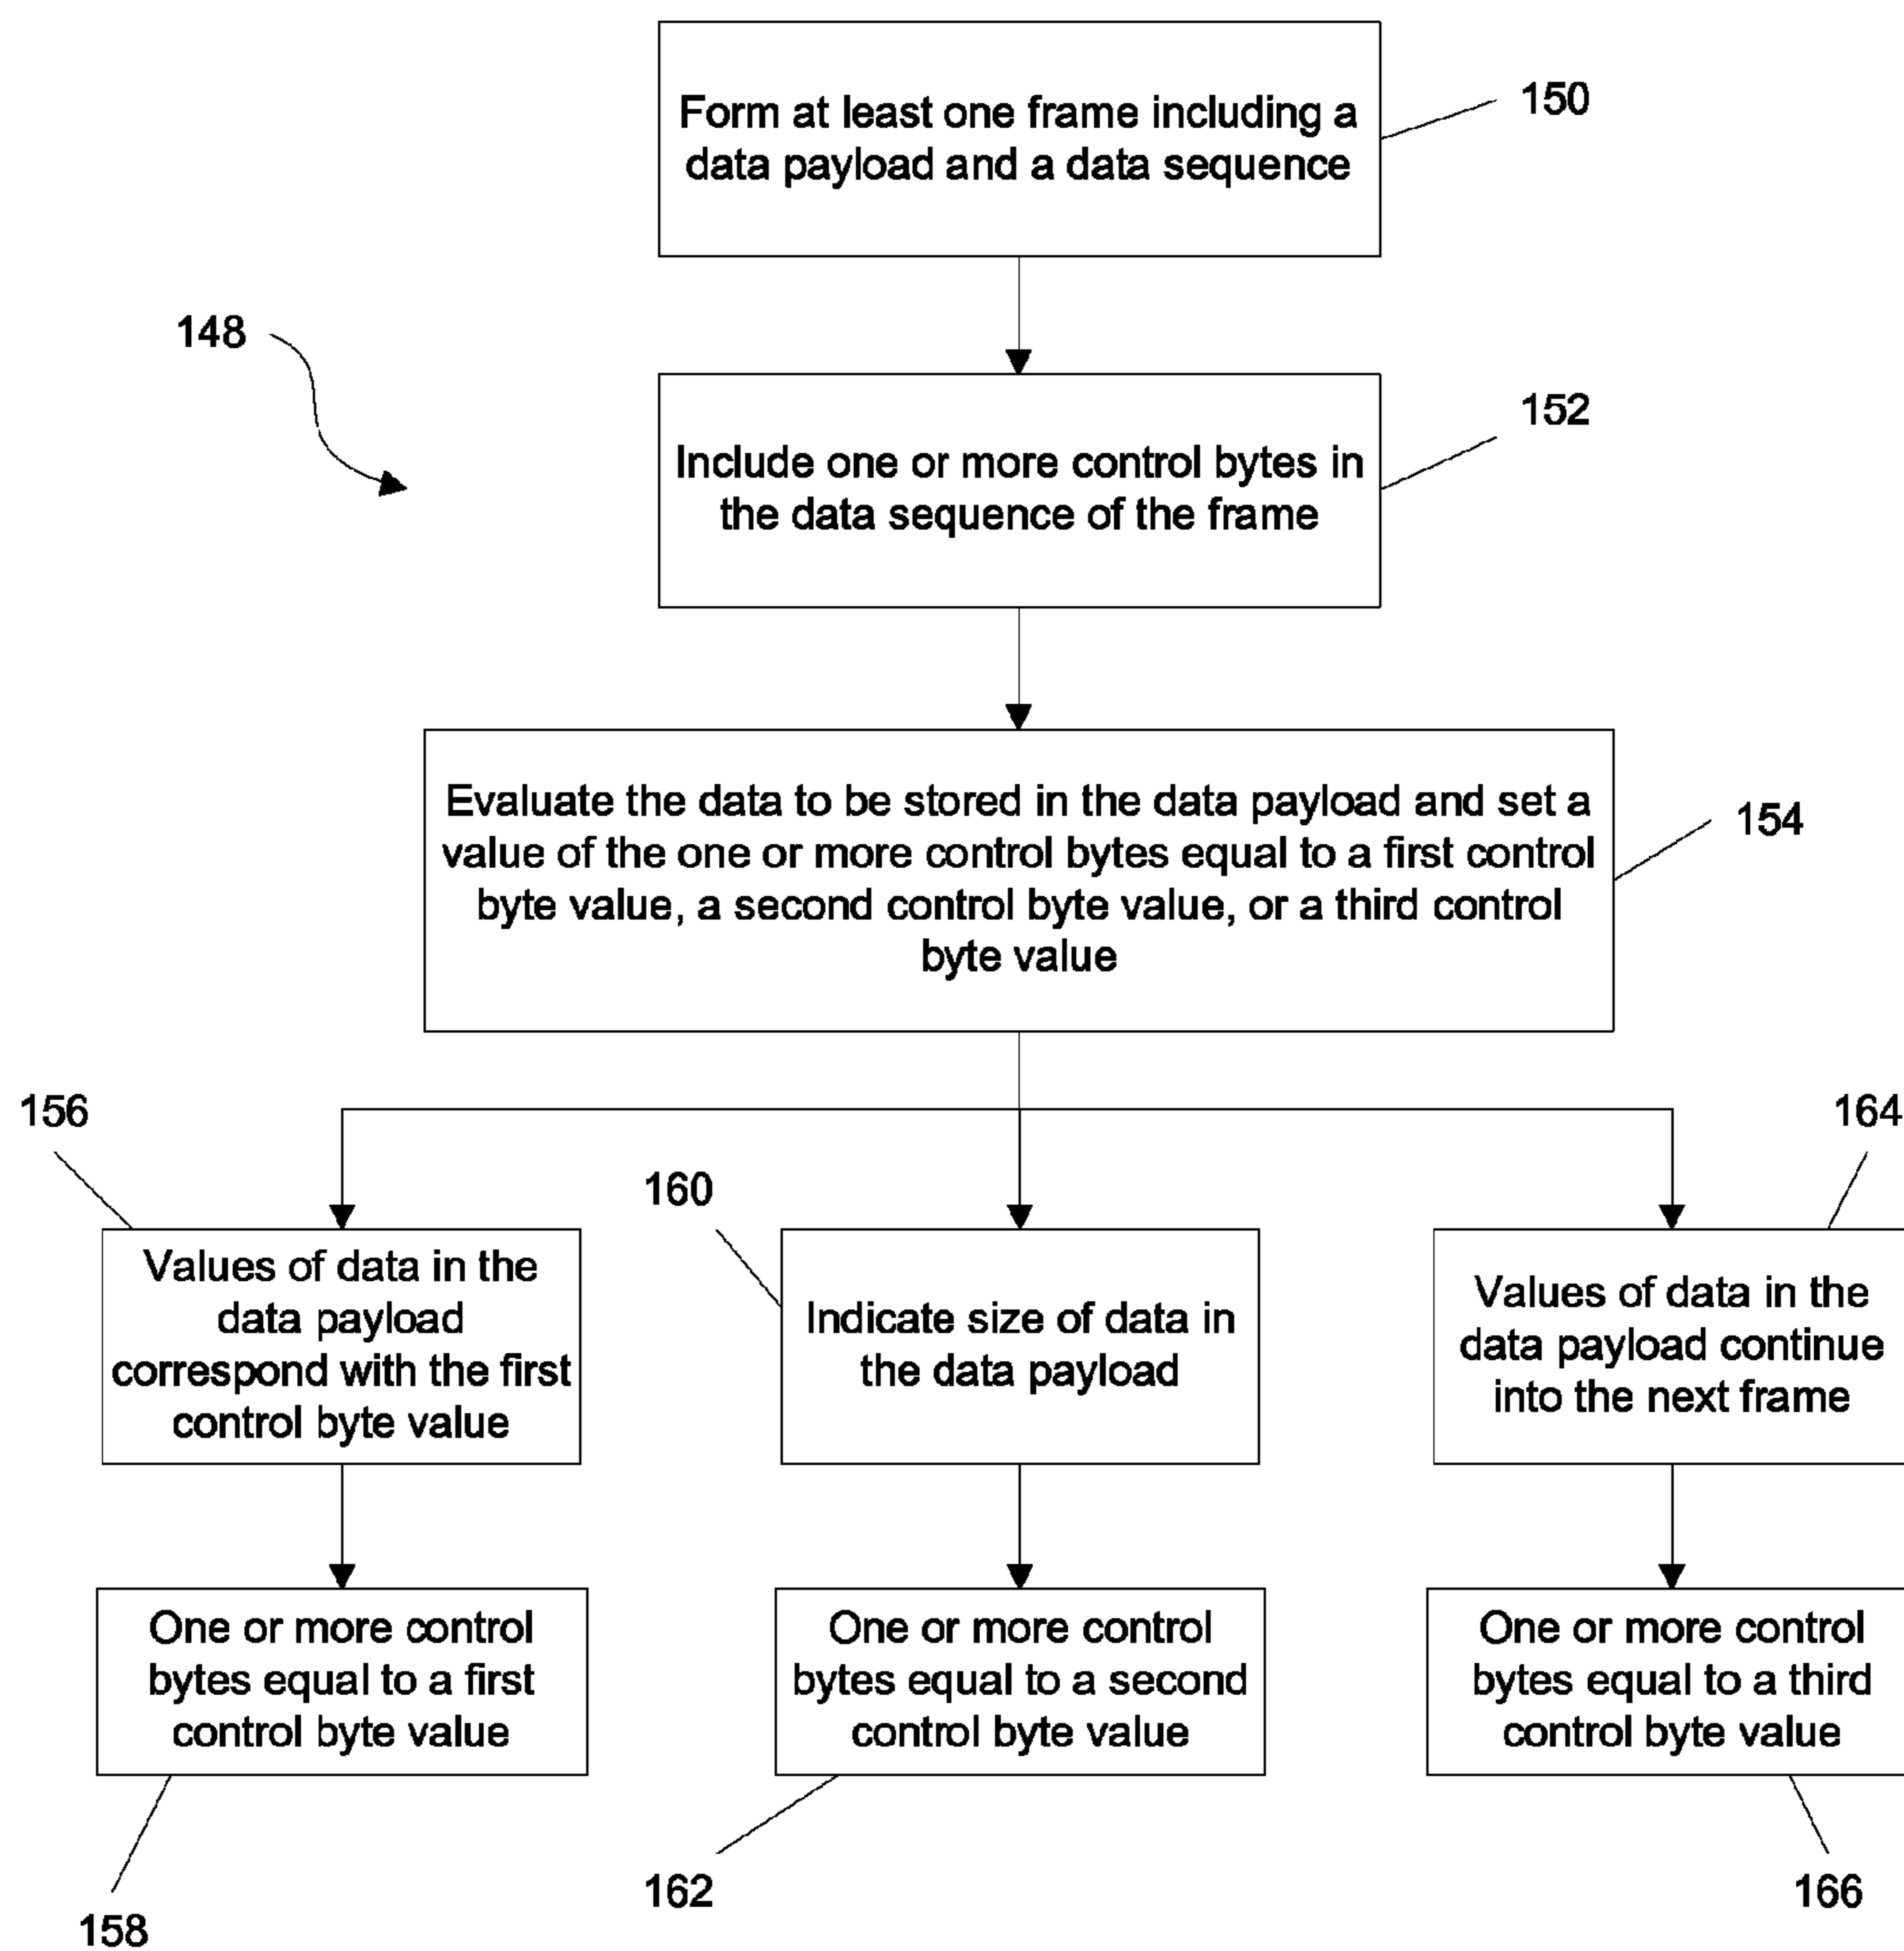 Form at least one frame including a
data payload and a data sequence
150
148
Include one or more control bytes in
the data sequence of the frame
152
Evaluate the data to be stored in the data payload and set a
value of the one or more control bytes equal to a first control
byte value, a second control byte value, or a third control
byte value
154
156
Values of data in the
data payload
correspond with the first
control byte value
160
Indicate size of data in
the data payload
164
Values of data in the
data payload continue
into the next frame
One or more control
bytes equal to a first
control byte value
158
One or more control
bytes equal to a second
control byte value
162
One or more control
bytes equal to a third
control byte value
166